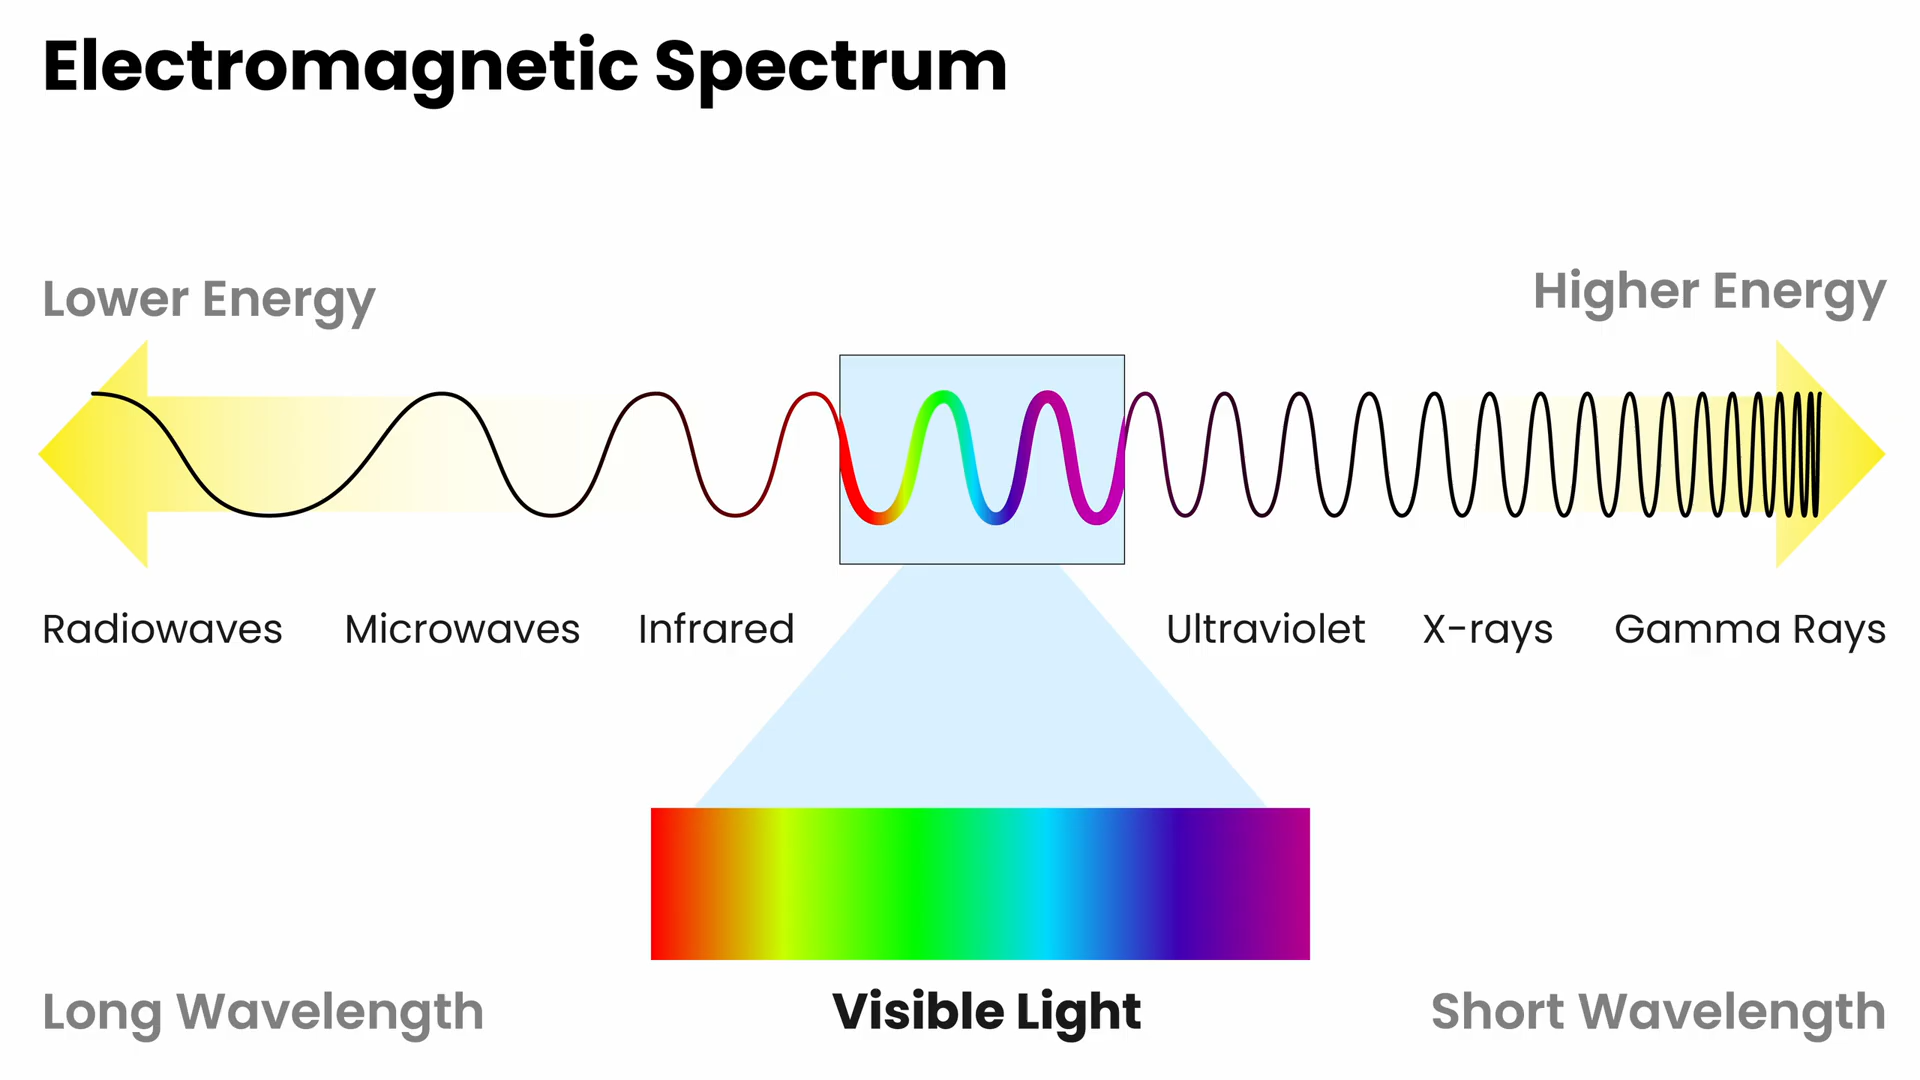 Electromagnetic Spectrum
Lower Energy
Higher Energy
Radiowaves
Microwaves
Infrared
Ultraviolet
X-rays
Gamma Rays
Long Wavelength
Visible Light
Short Wavelength